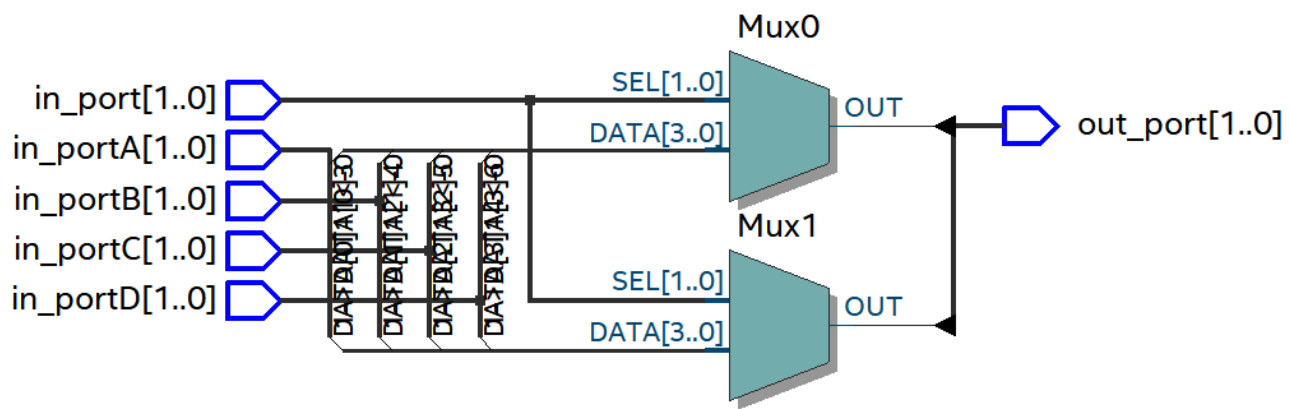 Mux0
in_port[1..0]
SEL[1..0]
OUT
in_portA[1..0]
DATA[3..0]
out_port[1..0]
in_portB[1..0]
Mux1
in_portC[1..0]
SEL[1..0]
in_portD[1..0]
OUT
DATA[3..0]